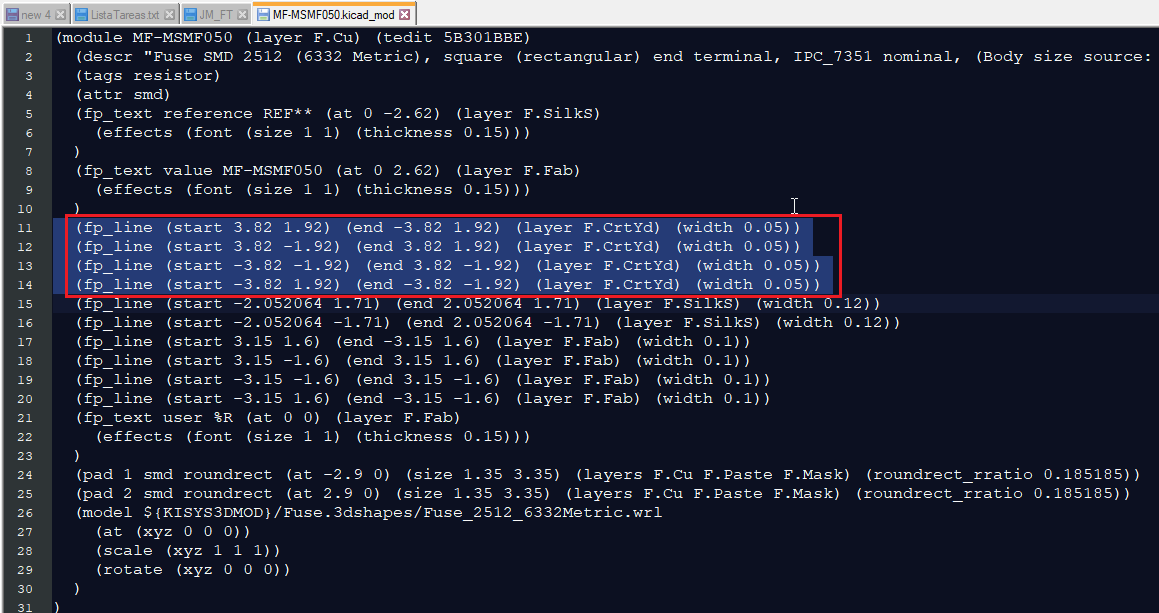 new 4 ListaTareas.txt JM_FT MF-MSMF050.kicad_mod
1 (module MF-MSMF050 (layer F.Cu) (tedit 5B301BBE)
2 (descr "Fuse SMD 2512 (6332 Metric), square (rectangular) end terminal, IPC_7351 nominal, (Body size source:
3 (tags resistor)
4 (attr smd)
5 (fp_text reference REF** (at 0 -2.62) (layer F.SilkS)
6 (effects (font (size 1 1) (thickness 0.15)))
7 )
8 (fp_text value MF-MSMF050 (at 0 2.62) (layer F.Fab)
9 (effects (font (size 1 1) (thickness 0.15)))
10 )
11 (fp_line (start 3.82 1.92) (end -3.82 1.92) (layer F.CrtYd) (width 0.05))
12 (fp_line (start 3.82 -1.92) (end 3.82 1.92) (layer F.CrtYd) (width 0.05))
13 (fp_line (start -3.82 -1.92) (end 3.82 -1.92) (layer F.CrtYd) (width 0.05))
14 (fp_line (start -3.82 1.92) (end -3.82 -1.92) (layer F.CrtYd) (width 0.05))
15 (fp_line (start -2.052064 1.71) (end 2.052064 1.71) (layer F.SilkS) (width 0.12))
16 (fp_line (start -2.052064 -1.71) (end 2.052064 -1.71) (layer F.SilkS) (width 0.12))
17 (fp_line (start 3.15 1.6) (end -3.15 1.6) (layer F.Fab) (width 0.1))
18 (fp_line (start 3.15 -1.6) (end 3.15 1.6) (layer F.Fab) (width 0.1))
19 (fp_line (start -3.15 -1.6) (end 3.15 -1.6) (layer F.Fab) (width 0.1))
20 (fp_line (start -3.15 1.6) (end -3.15 -1.6) (layer F.Fab) (width 0.1))
21 (fp_text user %R (at 0 0) (layer F.Fab)
22 (effects (font (size 1 1) (thickness 0.15)))
23 )
24 (pad 1 smd roundrect (at -2.9 0) (size 1.35 3.35) (layers F.Cu F.Paste F.Mask) (roundrect_rratio 0.185185))
25 (pad 2 smd roundrect (at 2.9 0) (size 1.35 3.35) (layers F.Cu F.Paste F.Mask) (roundrect_rratio 0.185185))
26 (model ${KISYS3DMOD}/Fuse.3dshapes/Fuse_2512_6332Metric.wrl
27 (at (xyz 0 0 0))
28 (scale (xyz 1 1 1))
29 (rotate (xyz 0 0 0))
30 )
31 )